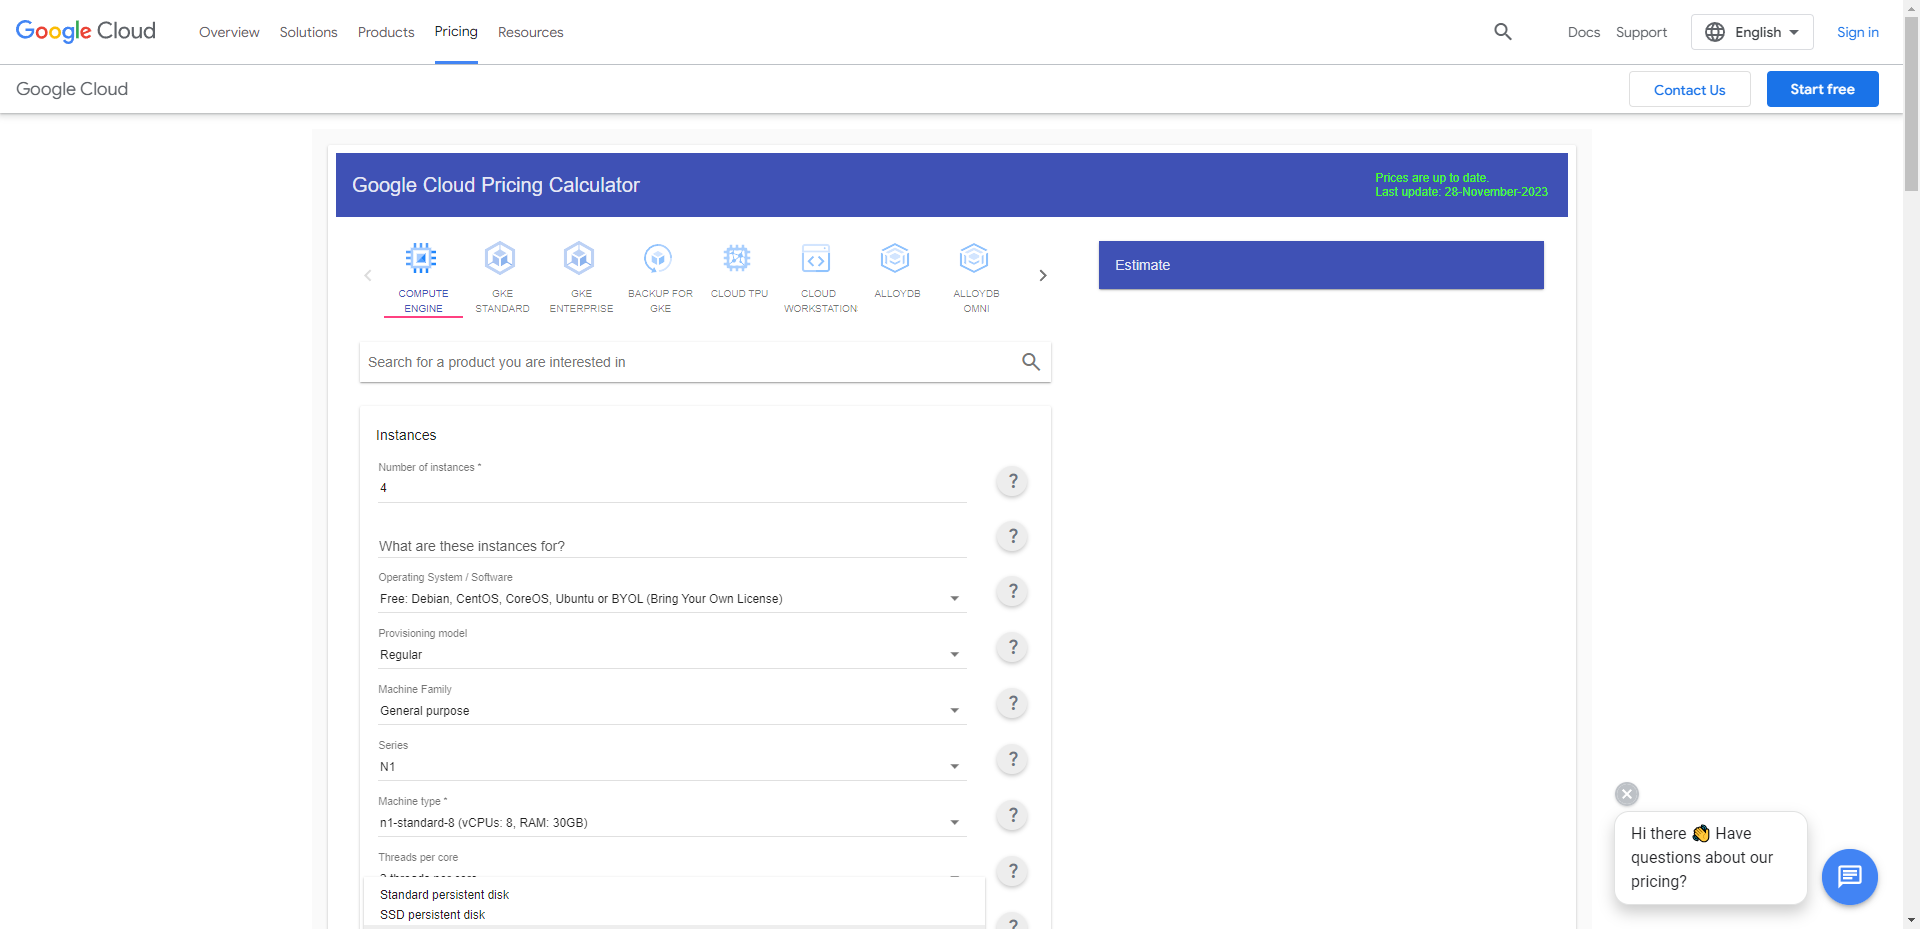 Google Cloud
Overview
Solutions
Products
Pricing
Resources
Docs
Support
English
Sign in
Google Cloud
Contact Us
Start free
Google Cloud Pricing Calculator
Prices are up to date.
Last update: 28-November-2023
COMPUTE
ENGINE
GKE
STANDARD
GKE
ENTERPRISE
BACKUP FOR
GKE
CLOUD TPU
CLOUD
WORKSTATION
ALLOYDB
ALLOYDB
OMNI
Estimate
Search for a product you are interested in
Instances
Number of instances *
4
?
What are these instances for?
?
Operating System / Software
Free: Debian, CentOS, CoreOS, Ubuntu or BYOL (Bring Your Own License)
?
Provisioning model
Regular
?
Machine Family
General purpose
?
Series
N1
?
Machine type *
n1-standard-8 (vCPUs: 8, RAM: 30GB)
?
Threads per core
?
Standard persistent disk
SSD persistent disk
?
Hi there 👋 Have
questions about our
pricing?